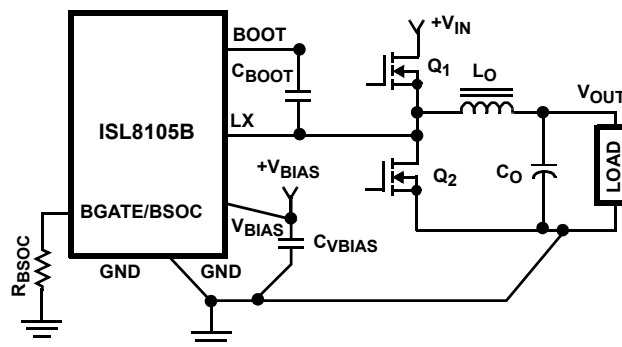 +VIN
BOOT
CBOOT
Q1
LO
VOUT
ISL8105B
LX
+VBIAS
Q2
CO
LOAD
BGATE/BSOC
VBIAS
CVBIAS
RBSOC
GND
GND